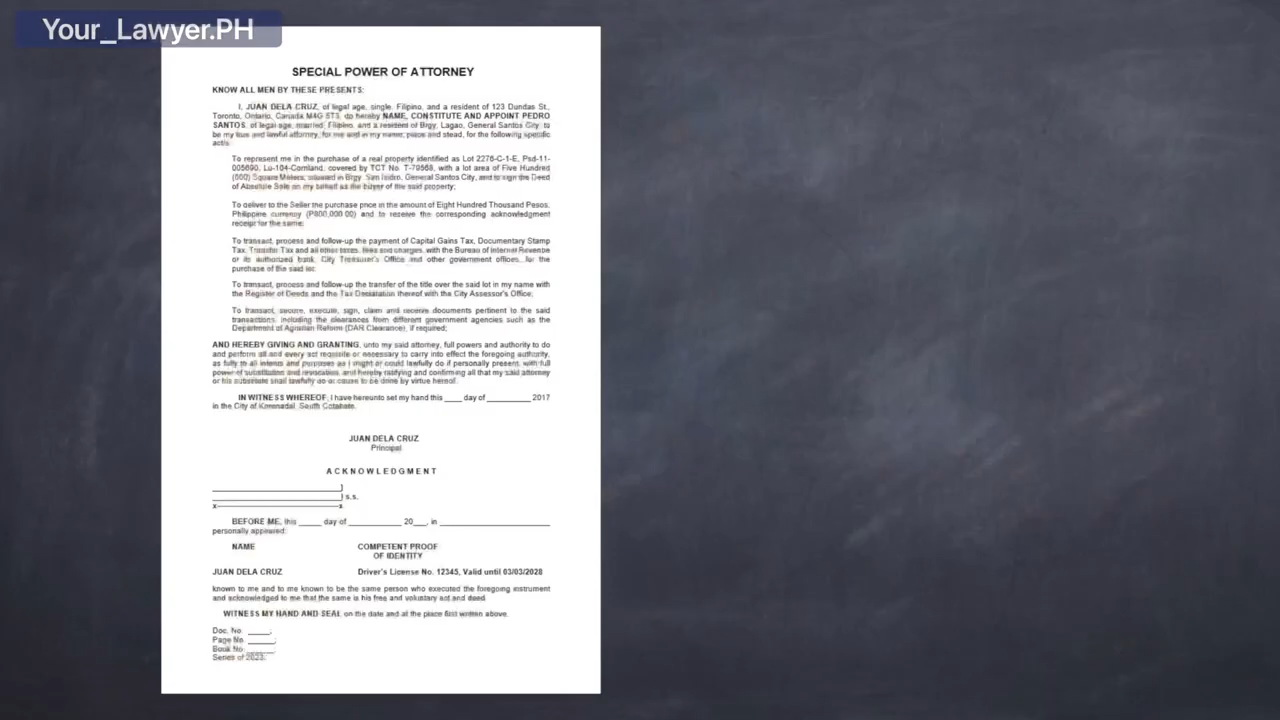 Your_Lawyer.PH
SPECIAL POWER OF ATTORNEY
KNOW ALL MEN BY THESE PRESENTS:
I, JUAN DELA CRUZ, of legal age, single, Filipino, and a resident of 123 Dundas St.,
Toronto, Ontario, Canada M4G 5T5, do hereby NAME, CONSTITUTE AND APPOINT PEDRO
SANTOS, of legal age, married, Filipino, and a resident of Brgy. Lagao, General Santos City, to
be my true and lawful attorney, for me and in my name, place and stead, for the following specific
act/s:
To represent me in the purchase of a real property identified as Lot 2276-C-1-E, Psd-11-
005690, Lu-104-Cornland, covered by TCT No. T-79568, with a lot area of Five Hundred
(500) Square Meters, situated in Brgy. San Isidro, General Santos City, and to sign the Deed
of Absolute Sale on my behalf as the buyer of the said property;
To deliver to the Seller the purchase price in the amount of Eight Hundred Thousand Pesos,
Philippine currency (P800,000.00) and to receive the corresponding acknowledgment
receipt for the same;
To transact, process and follow-up the payment of Capital Gains Tax, Documentary Stamp
Tax, Transfer Tax and all other taxes, fees and charges, with the Bureau of Internal Revenue
or its authorized bank, City Treasurer's Office and other government offices, for the
purchase of the said lot;
To transact, process and follow-up the transfer of the title over the said lot in my name with
the Register of Deeds and the Tax Declaration thereof with the City Assessor's Office;
To transact, secure, execute, sign, claim and receive documents pertinent to the said
transactions, including the clearances from different government agencies such as the
Department of Agrarian Reform (DAR Clearance), if required;
AND HEREBY GIVING AND GRANTING, unto my said attorney, full powers and authority to do
and perform all and every act requisite or necessary to carry into effect the foregoing authority,
as fully to all intents and purposes as I might or could lawfully do if personally present, with full
power of substitution and revocation, and hereby ratifying and confirming all that my said attorney
or his substitute shall lawfully do or cause to be done by virtue hereof.
IN WITNESS WHEREOF, I have hereunto set my hand this ____ day of __________ 2017
in the City of Koronadal, South Cotabato.
JUAN DELA CRUZ
Principal
A C K N O W L E D G M E N T
______________________________)
______________________________) s.s.
x------------------------------x
BEFORE ME, this _____ day of ____________ 20___, in _________________________
personally appeared:
NAME COMPETENT PROOF
OF IDENTITY
JUAN DELA CRUZ Driver's License No. 12345, Valid until 03/03/2028
known to me and to me known to be the same person who executed the foregoing instrument
and acknowledged to me that the same is his free and voluntary act and deed.
WITNESS MY HAND AND SEAL, on the date and at the place first written above.
Doc. No. _____;
Page No. ______;
Book No. ______;
Series of 2023.